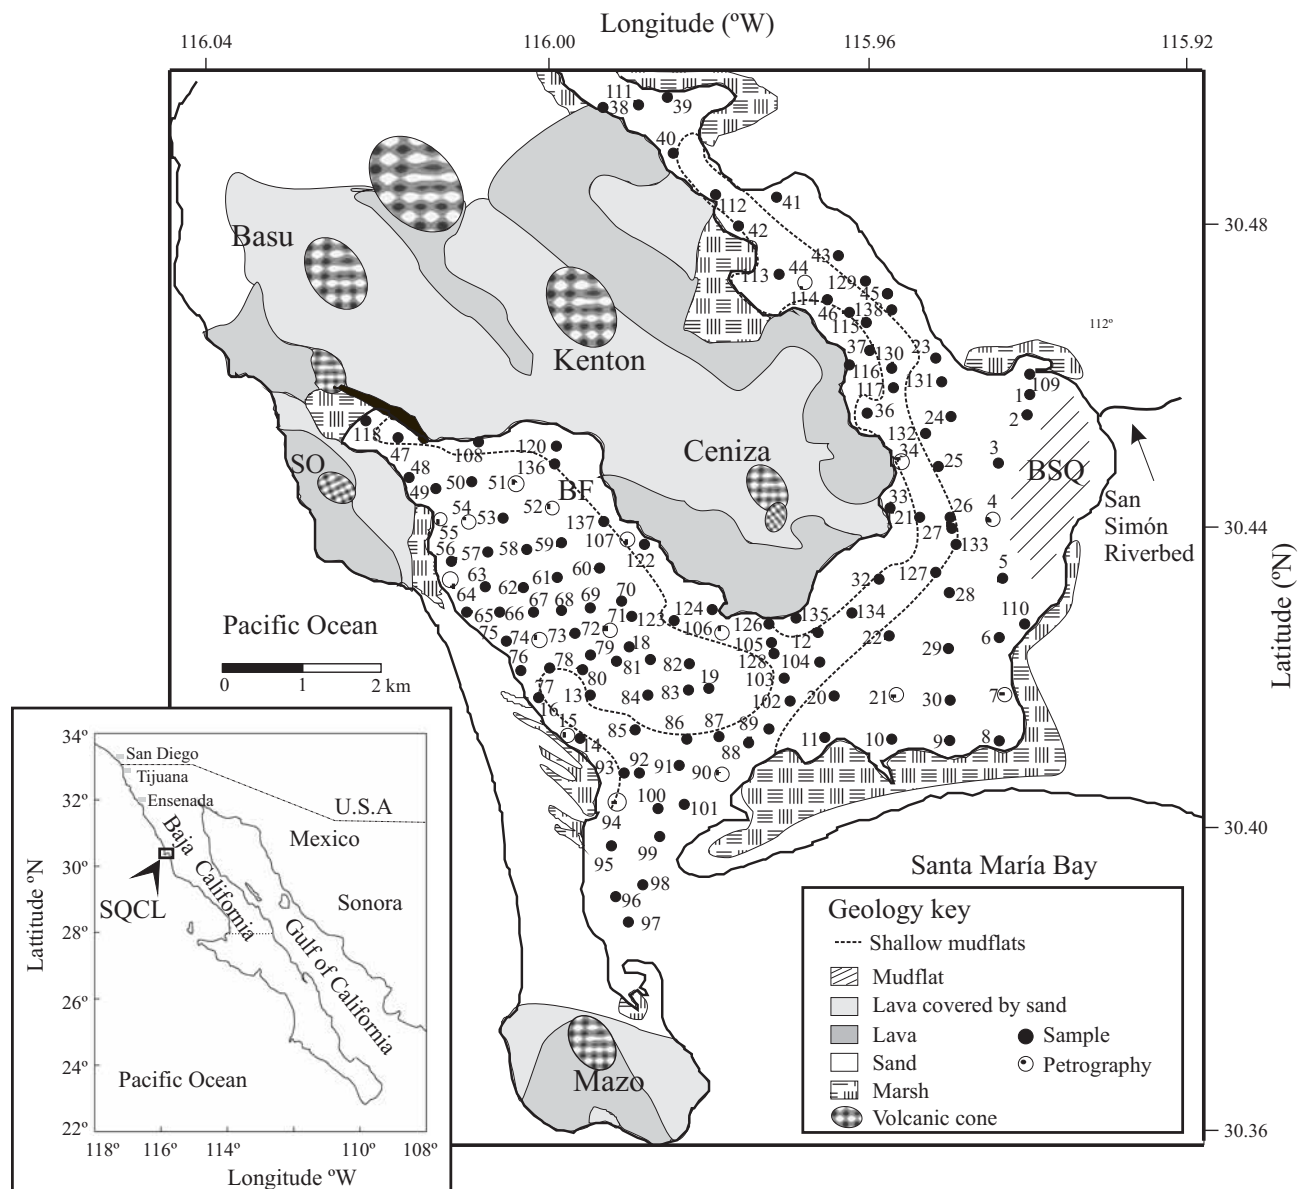 Longitude (ºW)
116.04
116.00
115.96
115.92
111
38
39
40
112
41
42
30.48
Basu
43
113
44
129
114
45
46
138
115
112º
Kenton
37
23
130
116
131
109
117
1
2
36
24
118
132
47
108
120
34
3
SO
48
136
Ceniza
25
BSQ
49
50
51
BF
54
52
33
26
4
San
55
53
137
21
27
Simón
30.44
56
57
58
59
107
122
133
Riverbed
60
5
63
61
32
127
64
62
28
67
68
69
70
124
134
110
65
66
71
123
126
135
Pacific Ocean
75
74
73
72
106
105
12
22
6
18
79
128
104
29
76
78
81
82
103
80
19
77
13
84
83
102
20
21
30
7
0
1
2 km
16
15
86
87
89
14
85
88
11
10
9
8
92
93
91
90
100
101
94
30.40
99
95
98
96
97
Santa María Bay
Latitude (ºN)
Mazo
30.36
Geology key
Shallow mudflats
Mudflat
Lava covered by sand
Lava
Sample
Sand
Petrography
Marsh
Volcanic cone
34º
San Diego
Tijuana
32º
Ensenada
U.S.A
Mexico
30º
Baja California
Sonora
SQCL
28º
Gulf of California
26º
24º
Pacific Ocean
22º
118º
116º
114º
110º
108º
Longitude ºW
Lattitude ºN